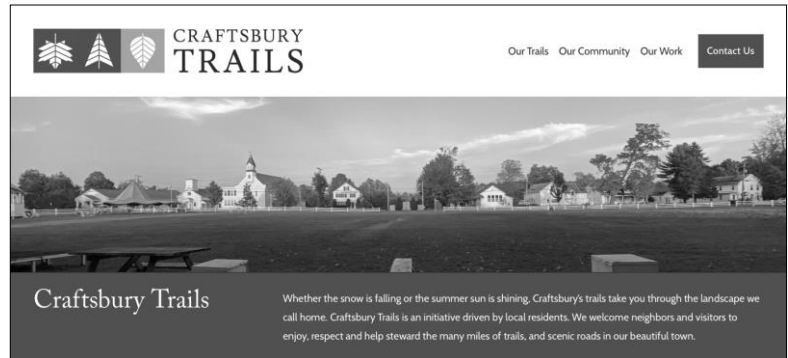 CRAFTSBURY
TRAILS
Our Trails Our Community Our Work Contact Us
Craftsbury Trails
Whether the snow is falling or the summer sun is shining, Craftsbury's trails take you through the landscape we
call home. Craftsbury Trails is an initiative driven by local residents. We welcome neighbors and visitors to
enjoy, respect and help steward the many miles of trails, and scenic roads in our beautiful town.